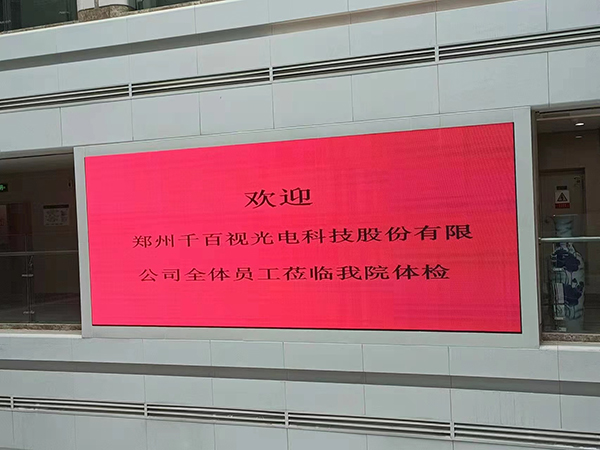 欢迎
郑州千百视光电科技股份有限
公司全体员工莅临我院体检